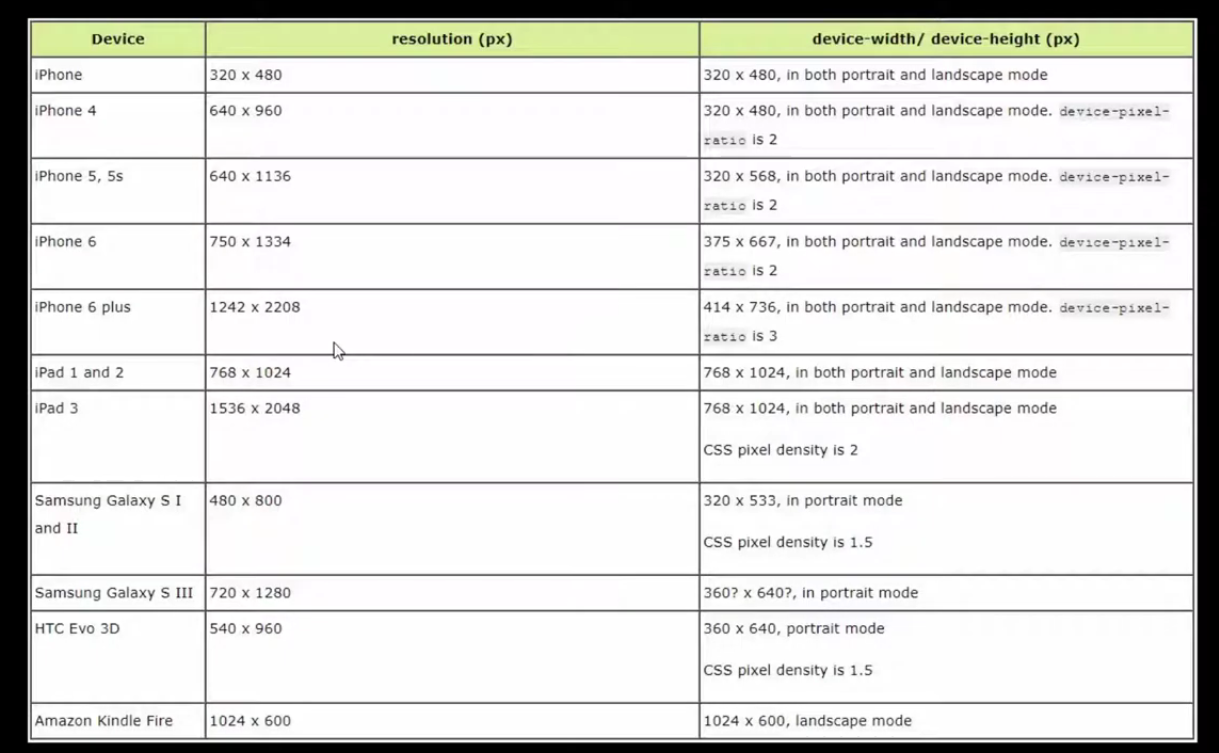 Device resolution (px) device-width/ device-height (px)
iPhone 320 x 480 320 x 480, in both portrait and landscape mode
iPhone 4 640 x 960 320 x 480, in both portrait and landscape mode. device-pixel-
ratio is 2
iPhone 5, 5s 640 x 1136 320 x 568, in both portrait and landscape mode. device-pixel-
ratio is 2
iPhone 6 750 x 1334 375 x 667, in both portrait and landscape mode. device-pixel-
ratio is 2
iPhone 6 plus 1242 x 2208 414 x 736, in both portrait and landscape mode. device-pixel-
ratio is 3
iPad 1 and 2 768 x 1024 768 x 1024, in both portrait and landscape mode
iPad 3 1536 x 2048 768 x 1024, in both portrait and landscape mode
CSS pixel density is 2
Samsung Galaxy S I 480 x 800 320 x 533, in portrait mode
and II
CSS pixel density is 1.5
Samsung Galaxy S III 720 x 1280 360? x 640?, in portrait mode
HTC Evo 3D 540 x 960 360 x 640, portrait mode
CSS pixel density is 1.5
Amazon Kindle Fire 1024 x 600 1024 x 600, landscape mode